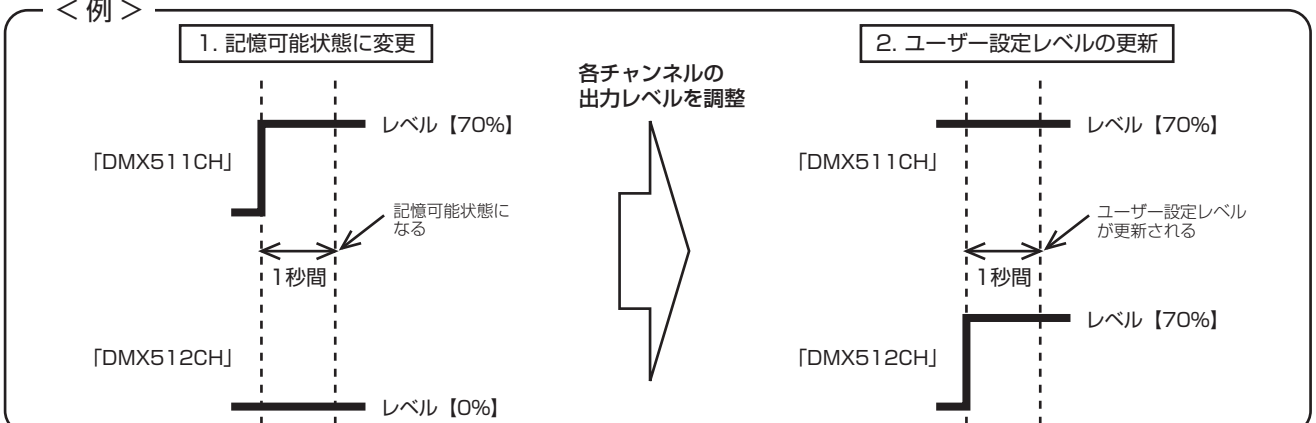 ＜例＞
1. 記憶可能状態に変更
「DMX511CH」
レベル【70%】
記憶可能状態に
なる
1秒間
「DMX512CH」
レベル【0%】
各チャンネルの
出力レベルを調整
2. ユーザー設定レベルの更新
「DMX511CH」
レベル【70%】
ユーザー設定レベル
が更新される
1秒間
「DMX512CH」
レベル【70%】